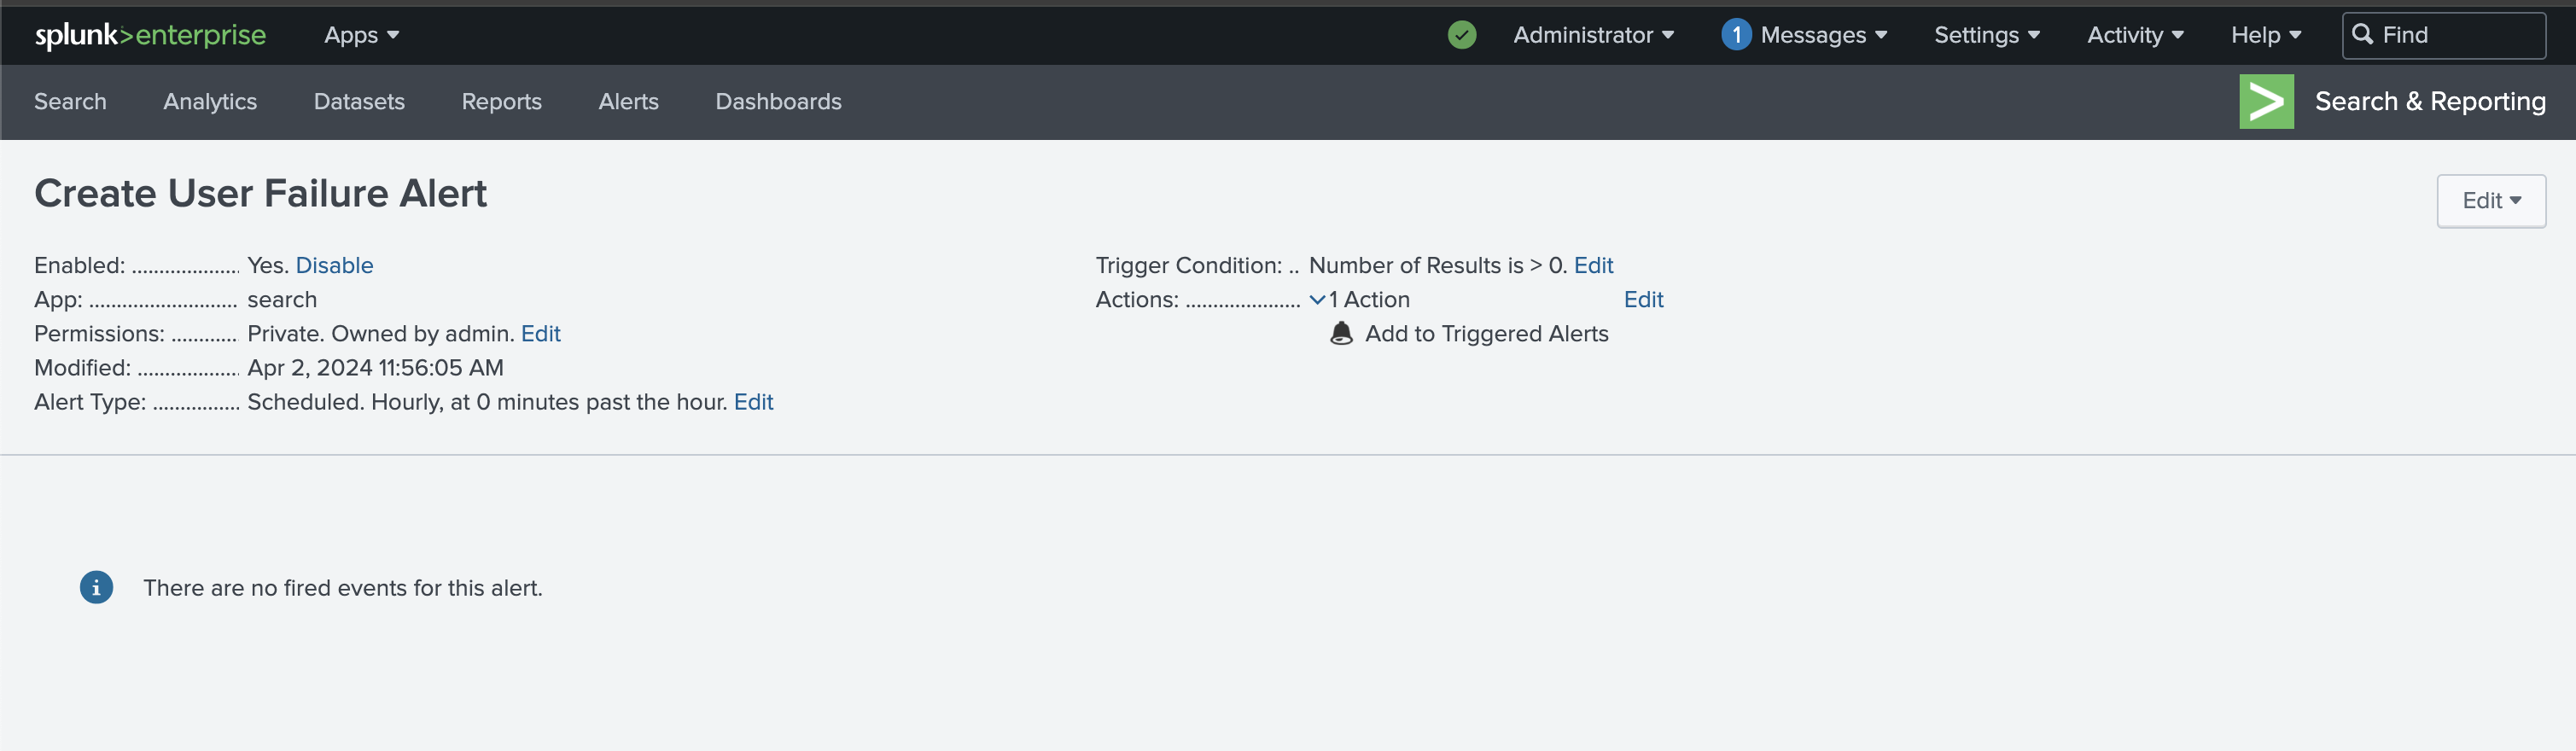 splunk>enterprise Apps Administrator 1 Messages Settings Activity Help Find
Search Analytics Datasets Reports Alerts Dashboards Search & Reporting
Create User Failure Alert
Edit
Enabled: .................... Yes. Disable
App: ........................... search
Permissions: ............ Private. Owned by admin. Edit
Modified: ................... Apr 2, 2024 11:56:05 AM
Alert Type: ................ Scheduled. Hourly, at 0 minutes past the hour. Edit
Trigger Condition: .. Number of Results is > 0. Edit
Actions: ..................... 1 Action Edit
Add to Triggered Alerts
There are no fired events for this alert.